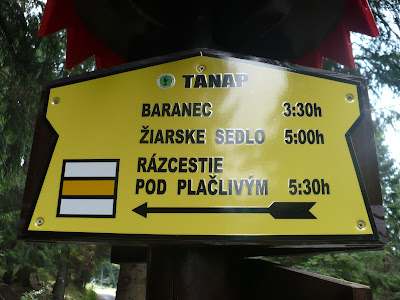 TANAP
BARANEC 3:30h
ŽIARSKE SEDLO 5:00h
RÁZCESTIE
POD PLAČLIVÝM 5:30h